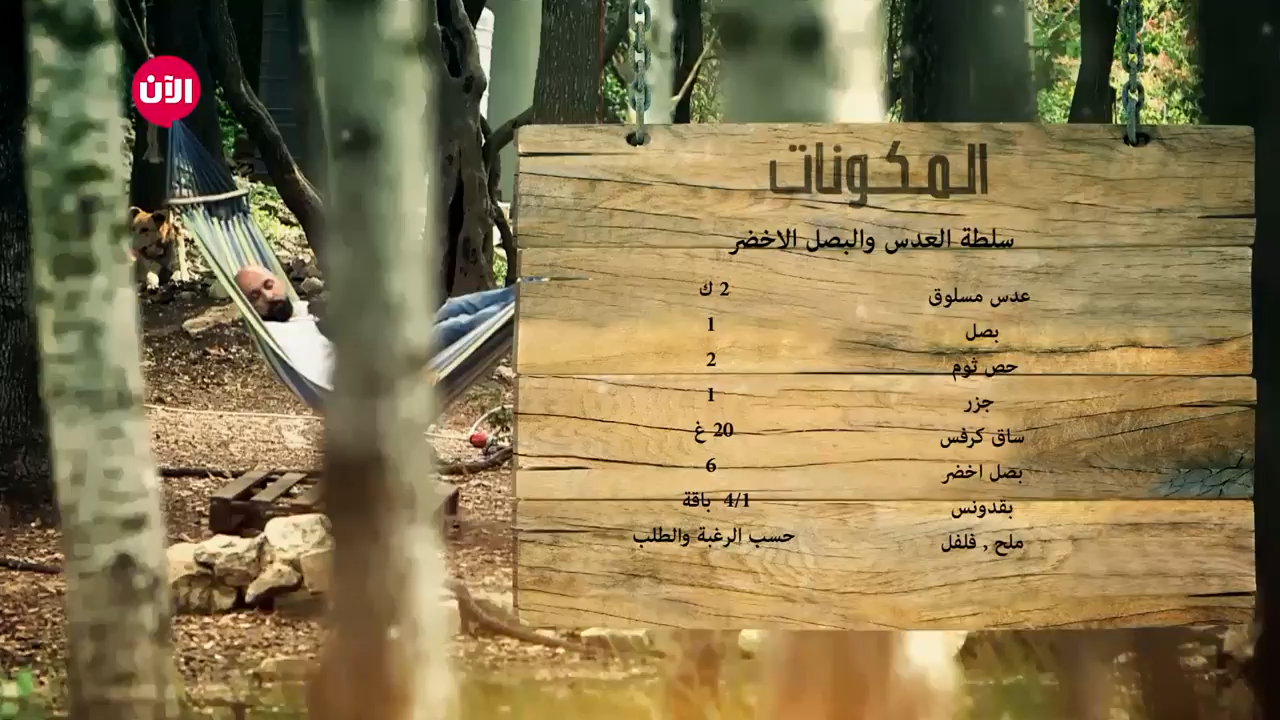 الآن
المكونات
سلطة العدس والبصل الاخضر
عدس مسلوق 2 ك
بصل 1
حص ثوم 2
جزر 1
ساق كرفس 20 غ
بصل اخضر 6
بقدونس 4/1 باقة
ملح , فلفل حسب الرغبة والطلب